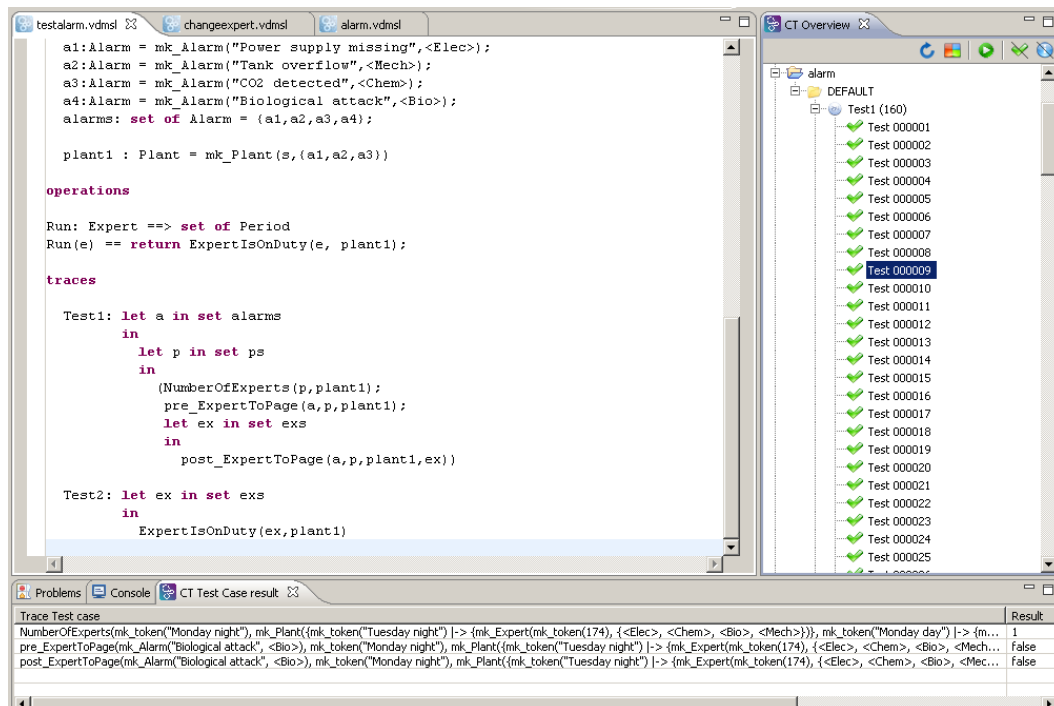 testalarm.vdmsl
changeexpert.vdmsl
alarm.vdmsl
a1:Alarm = mk_Alarm("Power supply missing",<Elec>);
a2:Alarm = mk_Alarm("Tank overflow",<Mech>);
a3:Alarm = mk_Alarm("CO2 detected",<Chem>);
a4:Alarm = mk_Alarm("Biological attack",<Bio>);
alarms: set of Alarm = {a1,a2,a3,a4};
plant1 : Plant = mk_Plant(s,{a1,a2,a3})
operations
Run: Expert ==> set of Period
Run(e) == return ExpertIsOnDuty(e, plant1);
traces
Test1: let a in set alarms
in
let p in set ps
in
(NumberOfExperts(p,plant1);
pre_ExpertToPage(a,p,plant1);
let ex in set exs
in
post_ExpertToPage(a,p,plant1,ex))
Test2: let ex in set exs
in
ExpertIsOnDuty(ex,plant1)
CT Overview
alarm
DEFAULT
Test1 (160)
Test 000001
Test 000002
Test 000003
Test 000004
Test 000005
Test 000006
Test 000007
Test 000008
Test 000009
Test 000010
Test 000011
Test 000012
Test 000013
Test 000014
Test 000015
Test 000016
Test 000017
Test 000018
Test 000019
Test 000020
Test 000021
Test 000022
Test 000023
Test 000024
Test 000025
Problems Console CT Test Case result
Trace Test case Result
NumberOfExperts(mk_token("Monday night"), mk_Plant({mk_token("Tuesday night") |-> {mk_Expert(mk_token(174), {<Elec>, <Chem>, <Bio>, <Mech>})}, mk_token("Monday day") |-> {m... 1
pre_ExpertToPage(mk_Alarm("Biological attack", <Bio>), mk_token("Monday night"), mk_Plant({mk_token("Tuesday night") |-> {mk_Expert(mk_token(174), {<Elec>, <Chem>, <Bio>, <Mech... false
post_ExpertToPage(mk_Alarm("Biological attack", <Bio>), mk_token("Monday night"), mk_Plant({mk_token("Tuesday night") |-> {mk_Expert(mk_token(174), {<Elec>, <Chem>, <Bio>, <Mec... false